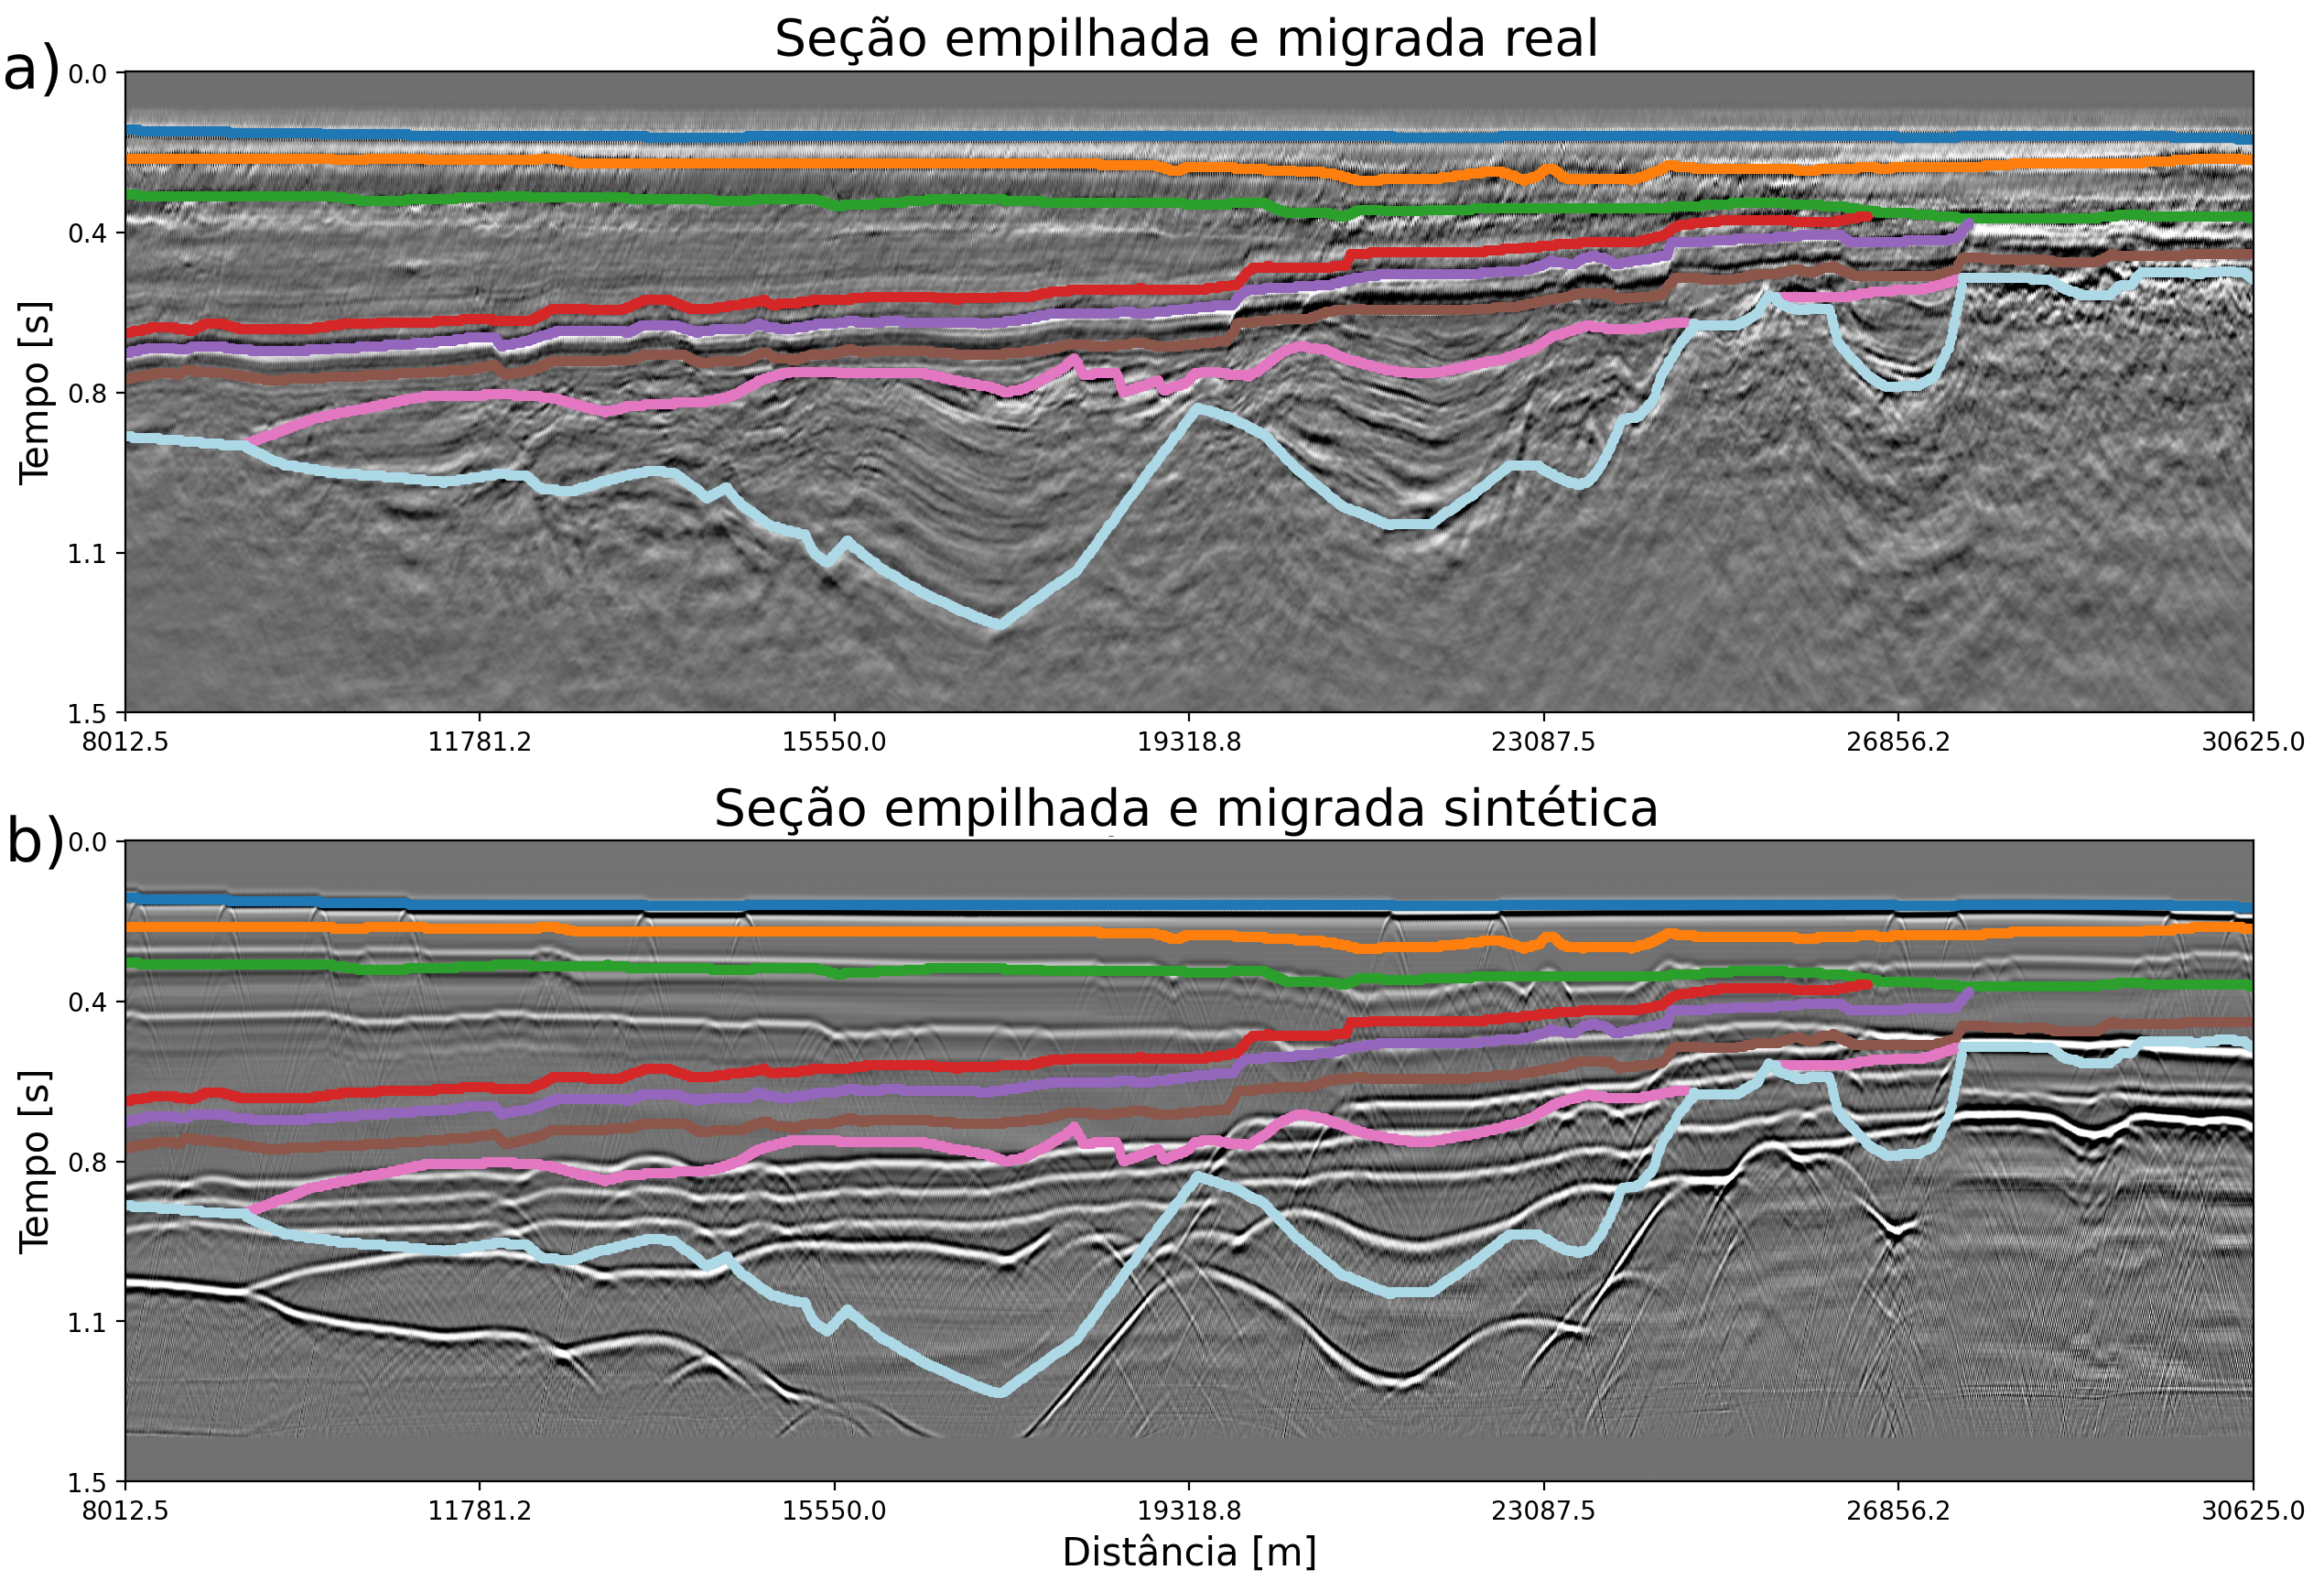 Seção empilhada e migrada real
a)
0.0
0.4
0.8
1.1
1.5
Tempo [s]
8012.5 11781.2 15550.0 19318.8 23087.5 26856.2 30625.0
Seção empilhada e migrada sintética
b)
0.0
0.4
0.8
1.1
1.5
Tempo [s]
8012.5 11781.2 15550.0 19318.8 23087.5 26856.2 30625.0
Distância [m]